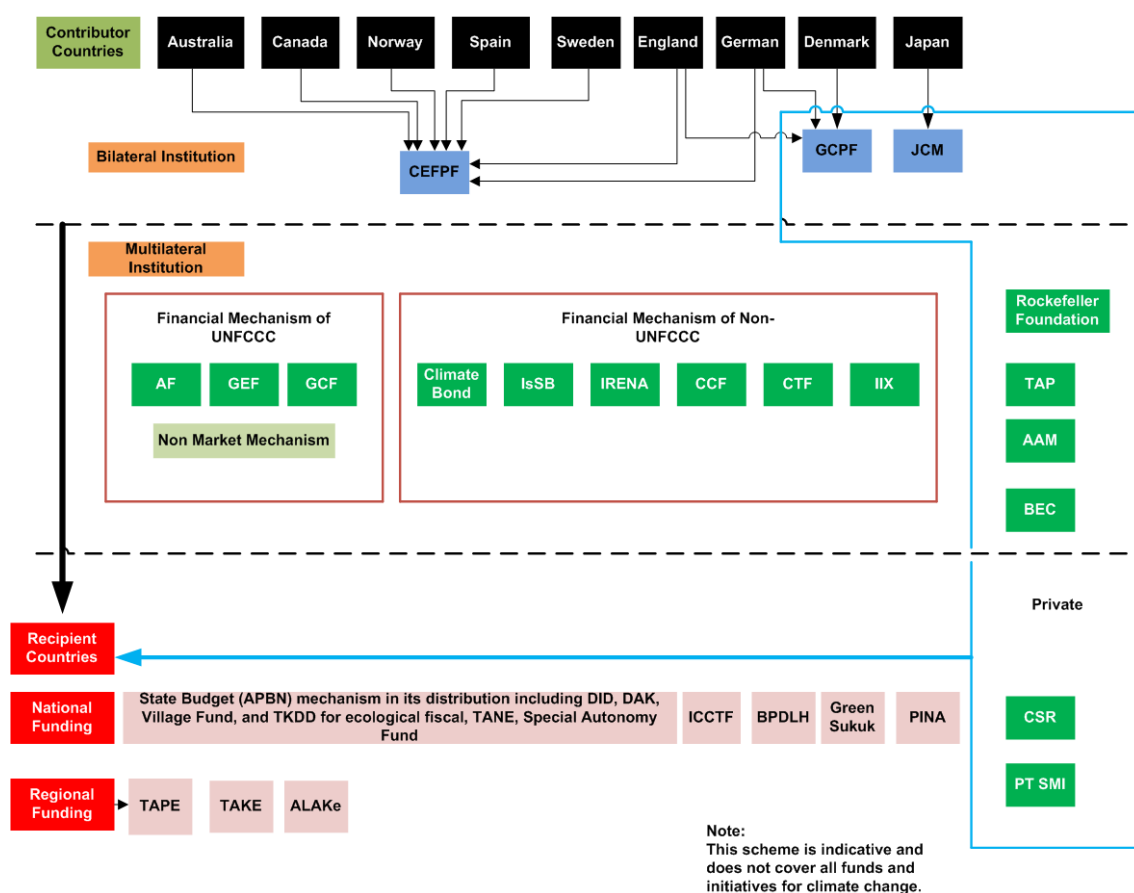 Contributor
Countries
Australia
Canada
Norway
Spain
Sweden
England
German
Denmark
Japan
Bilateral Institution
CEFPF
GCPF
JCM
Multilateral
Institution
Financial Mechanism of
UNFCCC
AF
GEF
GCF
Non Market Mechanism
Financial Mechanism of Non-
UNFCCC
Climate
Bond
IsSB
IRENA
CCF
CTF
IIX
Rockefeller
Foundation
TAP
AAM
BEC
Private
Recipient
Countries
National
Funding
State Budget (APBN) mechanism in its distribution including DID, DAK,
Village Fund, and TKDD for ecological fiscal, TANE, Special Autonomy
Fund
ICCTF
BPDLH
Green
Sukuk
PINA
CSR
Regional
Funding
TAPE
TAKE
ALAKe
PT SMI
Note:
This scheme is indicative and
does not cover all funds and
initiatives for climate change.